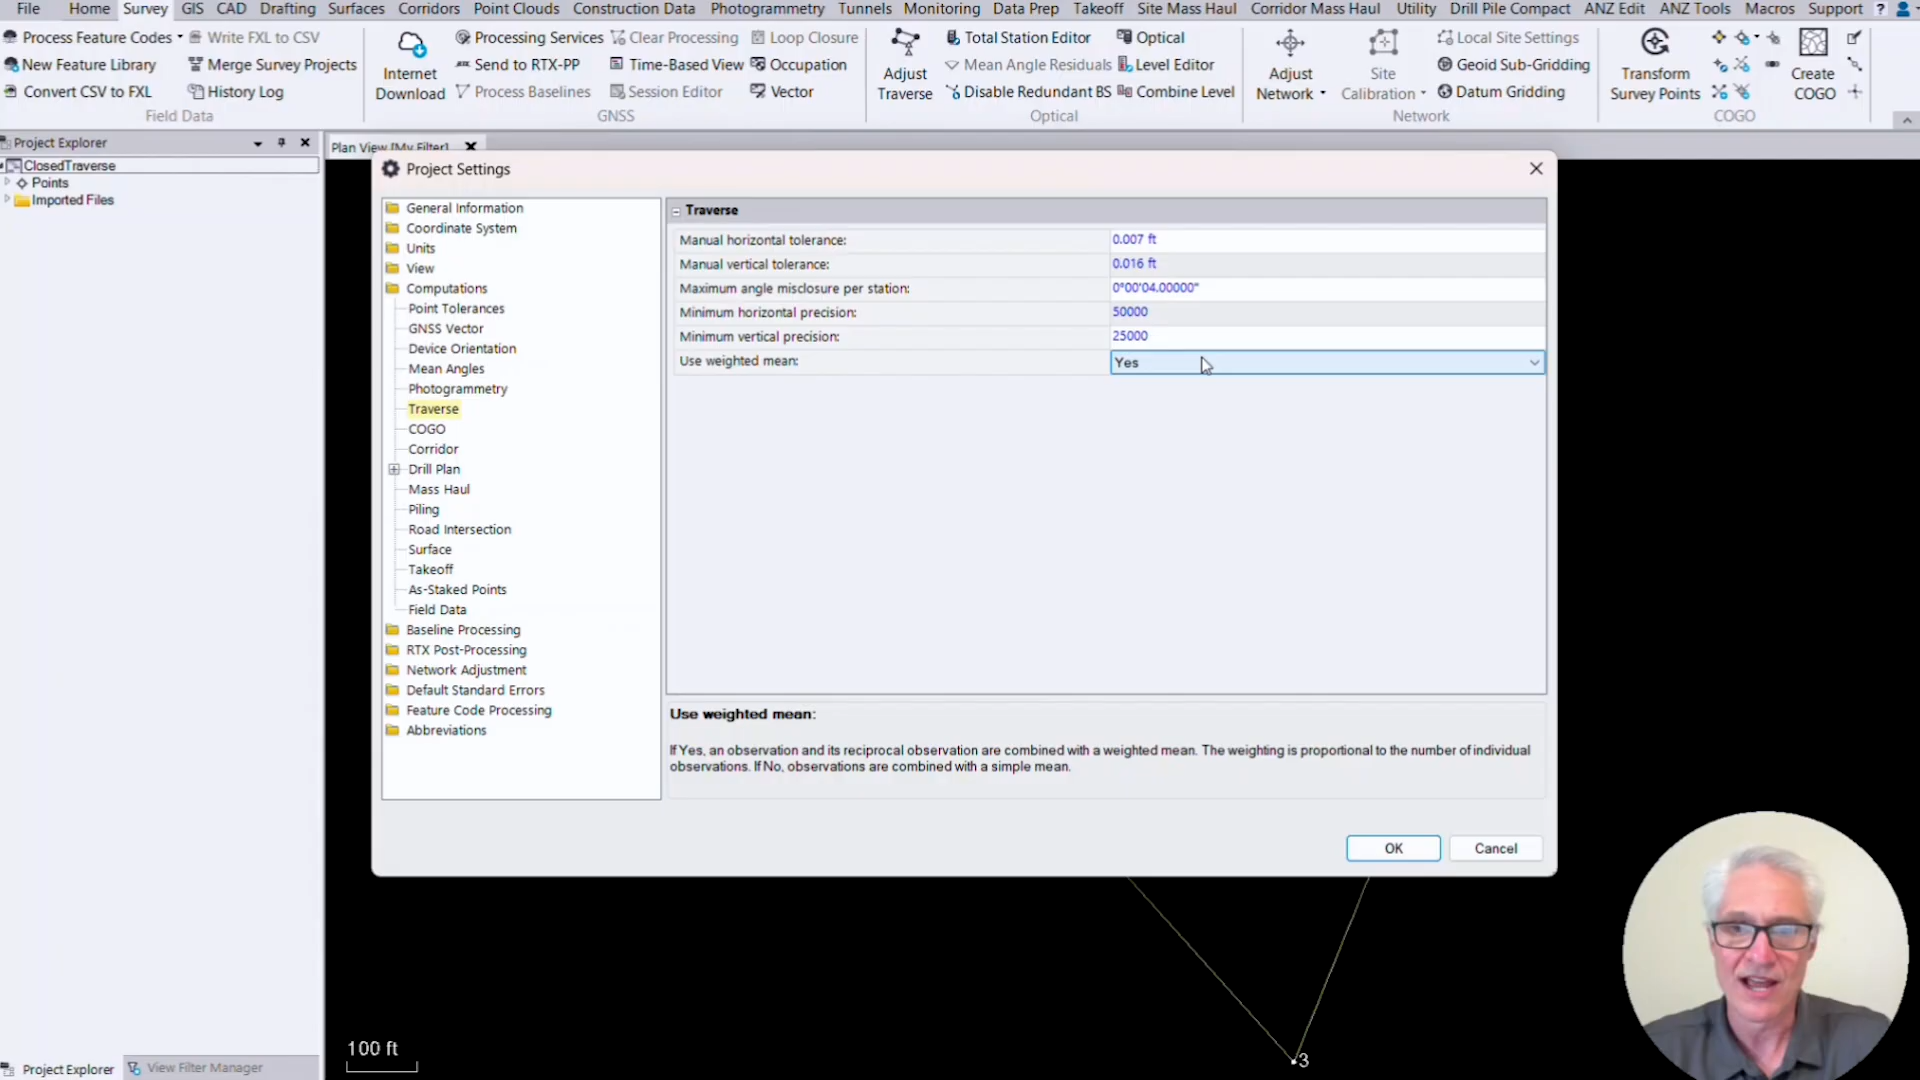 File Home Survey GIS CAD Drafting Surfaces Corridors Point Clouds Construction Data Photogrammetry Tunnels Monitoring Data Prep Takeoff Site Mass Haul Corridor Mass Haul Utility Drill Pile Compact ANZ Edit ANZ Tools Macros Support ?
Process Feature Codes Write FXL to CSV
New Feature Library Merge Survey Projects
Convert CSV to FXL History Log
Field Data
Internet
Download
Processing Services Clear Processing Loop Closure
Send to RTX-PP Time-Based View Occupation
Process Baselines Session Editor Vector
GNSS
Adjust
Traverse
Total Station Editor Optical
Mean Angle Residuals Level Editor
Disable Redundant BS Combine Level
Optical
Adjust
Network
Site
Calibration
Local Site Settings
Geoid Sub-Gridding
Datum Gridding
Network
Transform
Survey Points
Create
COGO
COGO
Project Explorer
ClosedTraverse
Points
Imported Files
Plan View [My Filter]
Project Settings
General Information
Coordinate System
Units
View
Computations
Point Tolerances
GNSS Vector
Device Orientation
Mean Angles
Photogrammetry
Traverse
COGO
Corridor
Drill Plan
Mass Haul
Piling
Road Intersection
Surface
Takeoff
As-Staked Points
Field Data
Baseline Processing
RTX Post-Processing
Network Adjustment
Default Standard Errors
Feature Code Processing
Abbreviations
Traverse
Manual horizontal tolerance: 0.007 ft
Manual vertical tolerance: 0.016 ft
Maximum angle misclosure per station: 0°00'04.00000"
Minimum horizontal precision: 50000
Minimum vertical precision: 25000
Use weighted mean: Yes
Use weighted mean:
If Yes, an observation and its reciprocal observation are combined with a weighted mean. The weighting is proportional to the number of individual
observations. If No, observations are combined with a simple mean.
OK Cancel
100 ft
3
Project Explorer View Filter Manager